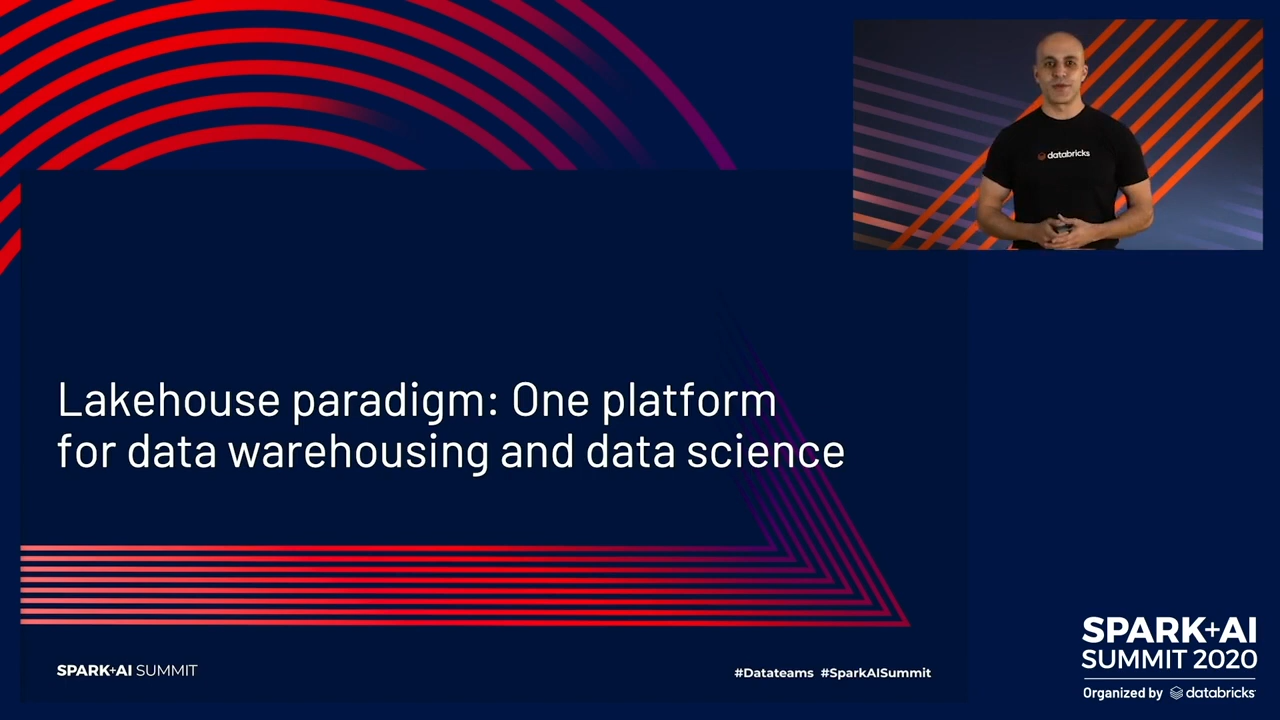 databricks
Lakehouse paradigm: One platform
for data warehousing and data science
SPARK+AI SUMMIT
#Datateams #SparkAISummit
SPARK+AI
SUMMIT 2020
Organized by databricks